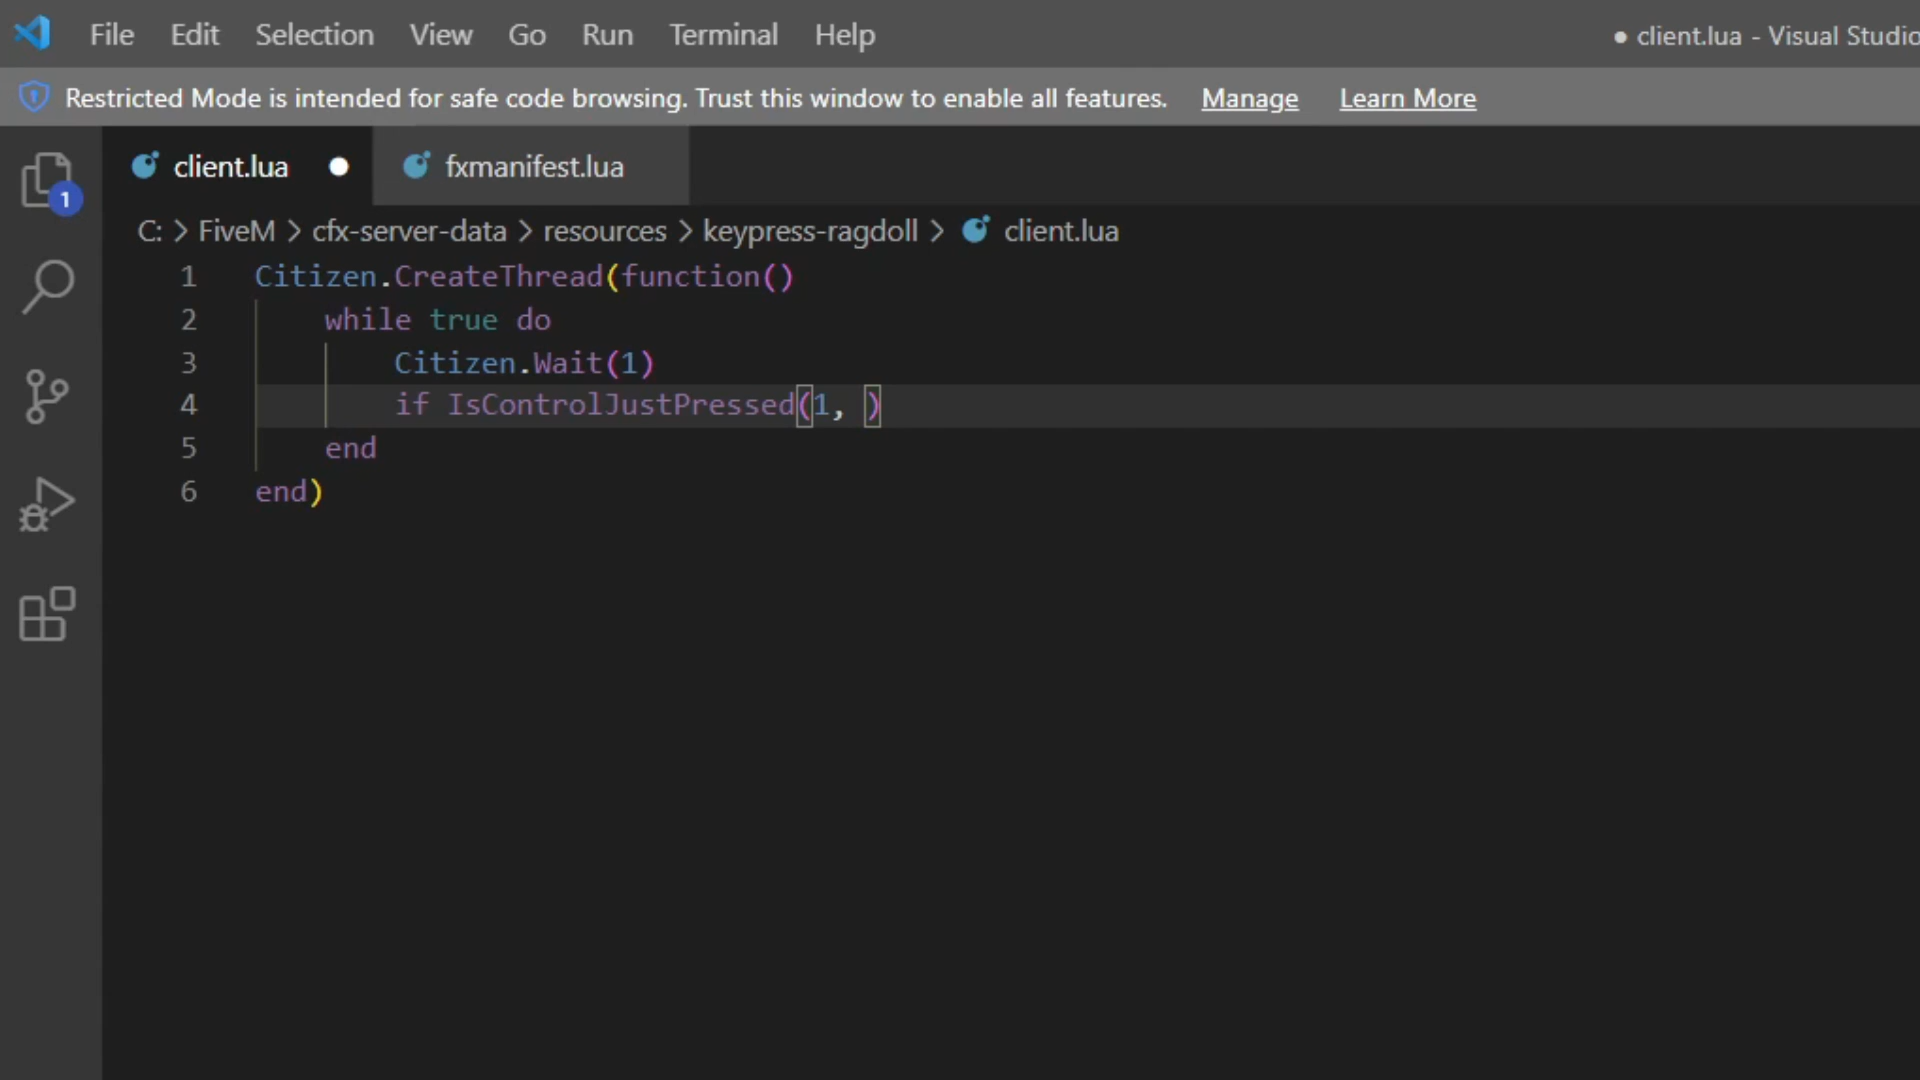 File Edit Selection View Go Run Terminal Help ● client.lua - Visual Studio
Restricted Mode is intended for safe code browsing. Trust this window to enable all features. Manage Learn More
client.lua fxmanifest.lua
1
C: > FiveM > cfx-server-data > resources > keypress-ragdoll > client.lua
1 Citizen.CreateThread(function()
2 while true do
3 Citizen.Wait(1)
4 if IsControlJustPressed(1, )
5 end
6 end)